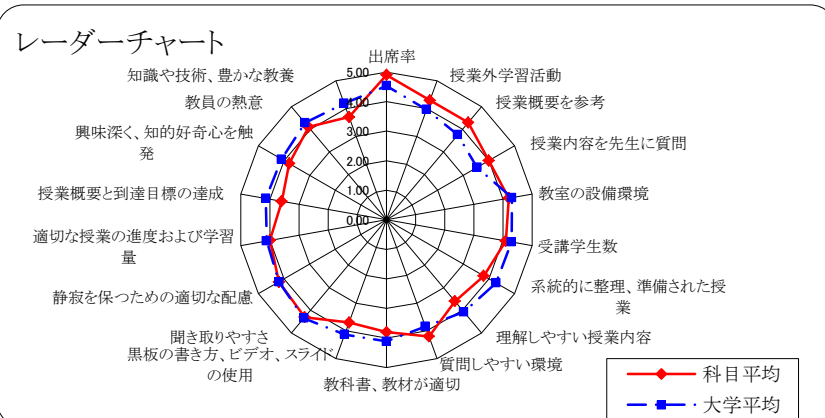 レーダーチャート
出席率
授業外学習活動
授業概要を参考
授業内容を先生に質問
教室の設備環境
受講学生数
系統的に整理、準備された授
業
理解しやすい授業内容
質問しやすい環境
教科書、教材が適切
黒板の書き方、ビデオ、スライド
の使用
聞き取りやすさ
静寂を保つための適切な配慮
適切な授業の進度および学習
量
授業概要と到達目標の達成
興味深く、知的好奇心を触
発
教員の熱意
知識や技術、豊かな教養
5.00
4.00
3.00
2.00
1.00
0.00
科目平均
大学平均